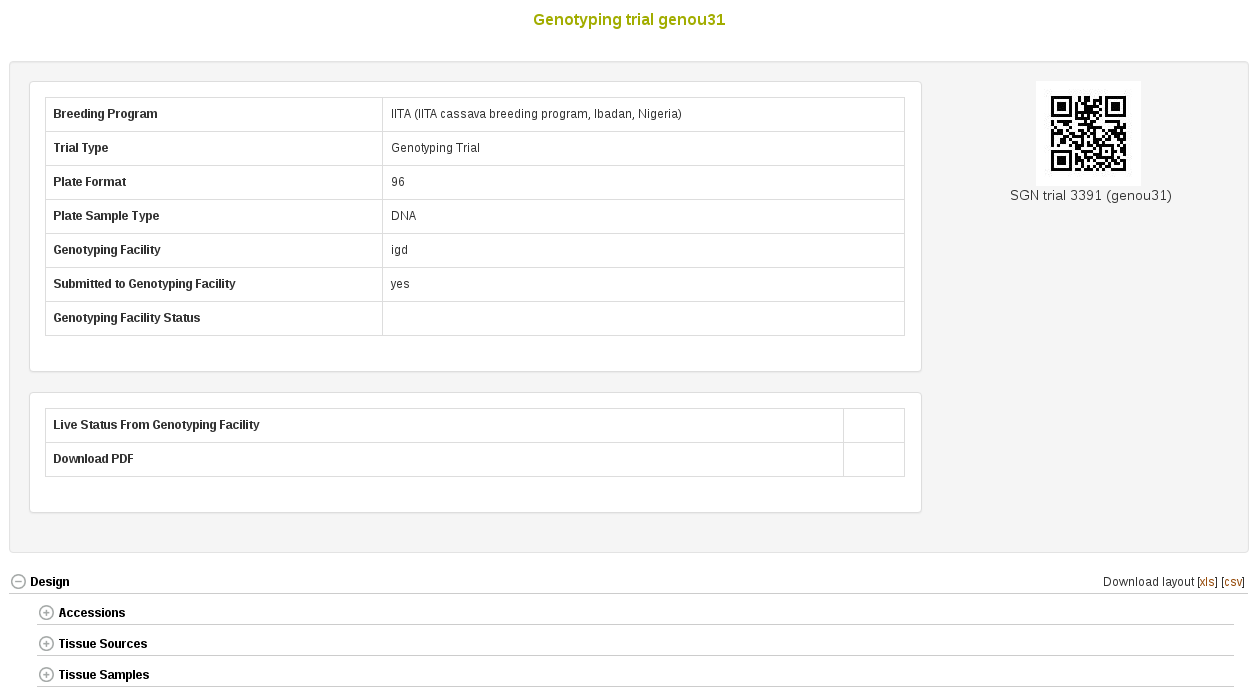 Genotyping trial genou31
Breeding Program IITA (IITA cassava breeding program, Ibadan, Nigeria)
Trial Type Genotyping Trial
Plate Format 96
Plate Sample Type DNA
Genotyping Facility igd
Submitted to Genotyping Facility yes
Genotyping Facility Status
SGN trial 3391 (genou31)
Live Status From Genotyping Facility
Download PDF
Design Download layout [xls] [csv]
Accessions
Tissue Sources
Tissue Samples